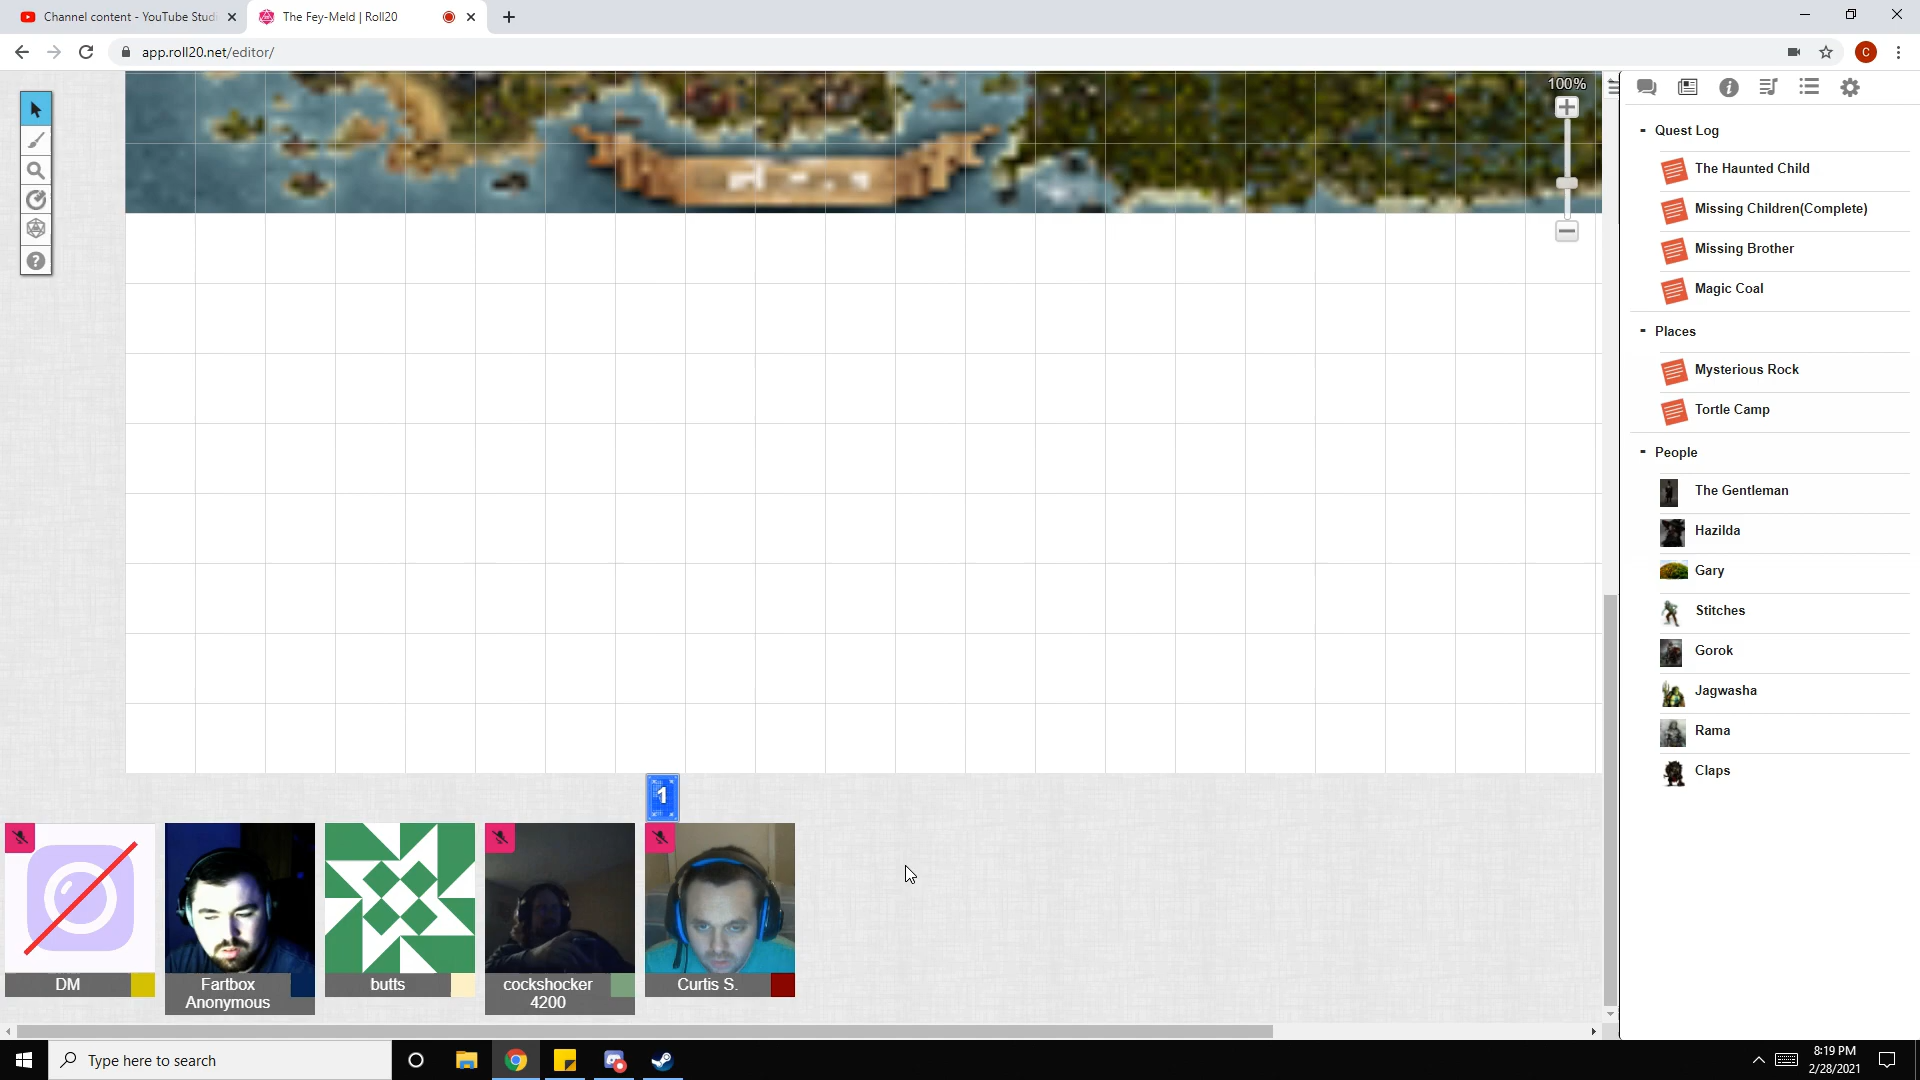 Channel content - YouTube Studi
The Fey-Meld | Roll20
app.roll20.net/editor/
C
100%
Quest Log
The Haunted Child
Missing Children(Complete)
Missing Brother
Magic Coal
Places
Mysterious Rock
Tortle Camp
People
The Gentleman
Hazilda
Gary
Stitches
Gorok
Jagwasha
Rama
Claps
1
DM
Fartbox
Anonymous
butts
cockshocker
4200
Curtis S.
Type here to search
8:19 PM
2/28/2021